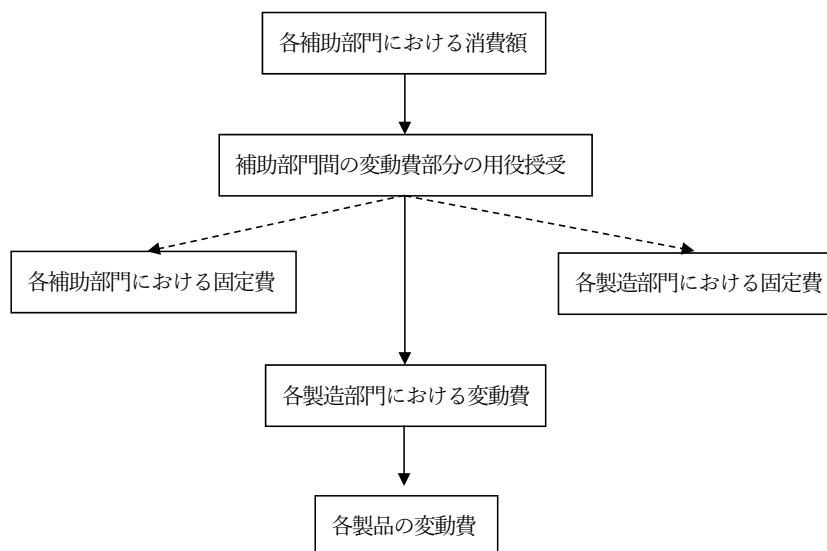 各補助部門における消費額
補助部門間の変動費部分の用役授受
各補助部門における固定費
各製造部門における固定費
各製造部門における変動費
各製品の変動費